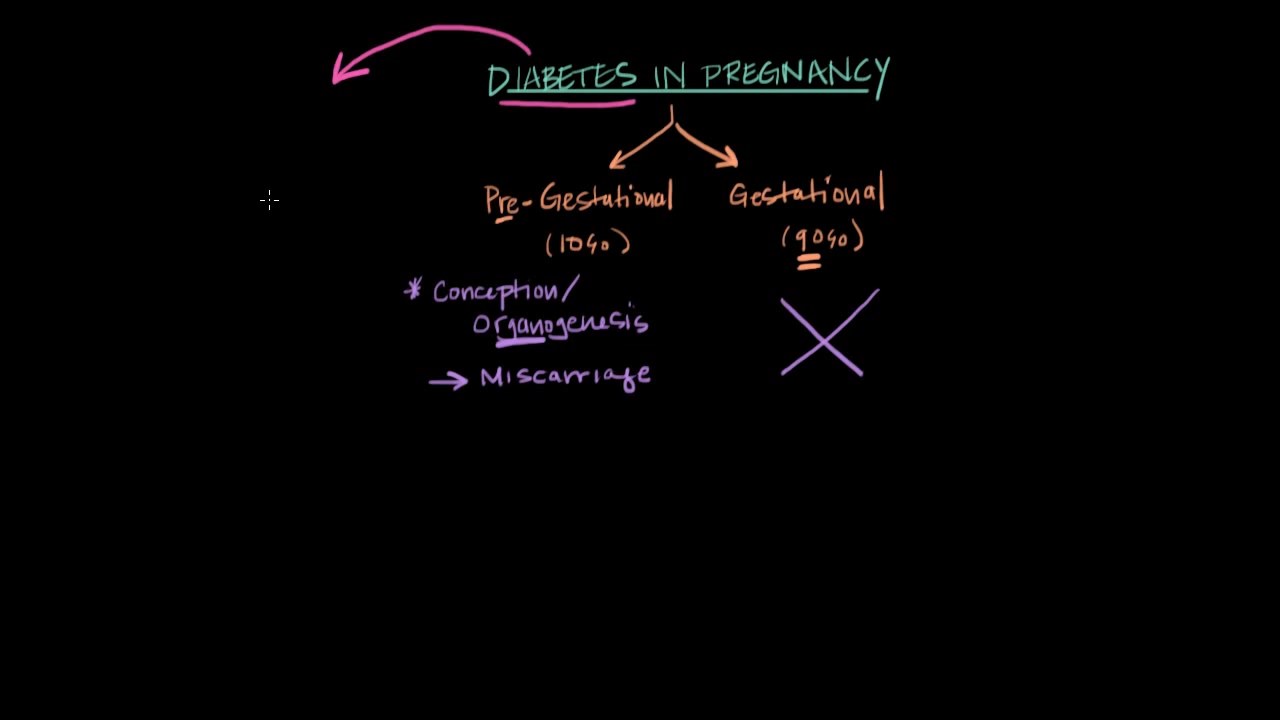 DIABETES IN PREGNANCY
Pre-Gestational
Gestational
(10%)
(90%)
* Conception/
Organogenesis
→ Miscarriage